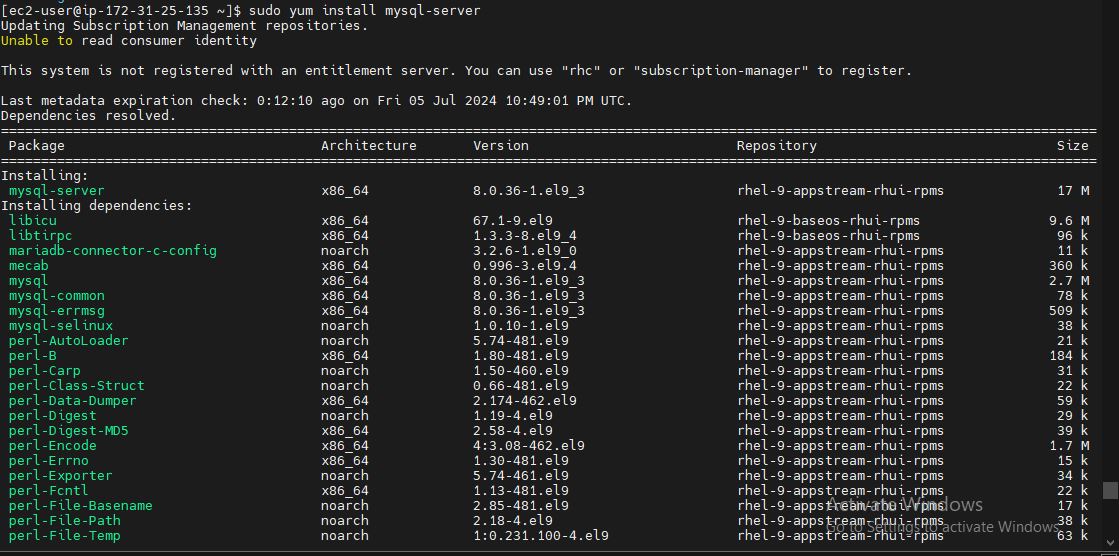 [ec2-user@ip-172-31-25-135 ~]$ sudo yum install mysql-server
Updating Subscription Management repositories.
Unable to read consumer identity
This system is not registered with an entitlement server. You can use "rhc" or "subscription-manager" to register.
Last metadata expiration check: 0:12:10 ago on Fri 05 Jul 2024 10:49:01 PM UTC.
Dependencies resolved.
Package Architecture Version Repository Size
Installing:
mysql-server x86_64 8.0.36-1.el9_3 rhel-9-appstream-rhui-rpms 17 M
Installing dependencies:
libicu x86_64 67.1-9.el9 rhel-9-baseos-rhui-rpms 9.6 M
libtirpc x86_64 1.3.3-8.el9_4 rhel-9-baseos-rhui-rpms 96 k
mariadb-connector-c-config noarch 3.2.6-1.el9_0 rhel-9-appstream-rhui-rpms 11 k
mecab x86_64 0.996-3.el9.4 rhel-9-appstream-rhui-rpms 360 k
mysql x86_64 8.0.36-1.el9_3 rhel-9-appstream-rhui-rpms 2.7 M
mysql-common x86_64 8.0.36-1.el9_3 rhel-9-appstream-rhui-rpms 78 k
mysql-errmsg x86_64 8.0.36-1.el9_3 rhel-9-appstream-rhui-rpms 509 k
mysql-selinux noarch 1.0.10-1.el9 rhel-9-appstream-rhui-rpms 38 k
perl-AutoLoader noarch 5.74-481.el9 rhel-9-appstream-rhui-rpms 21 k
perl-B x86_64 1.80-481.el9 rhel-9-appstream-rhui-rpms 184 k
perl-Carp noarch 1.50-460.el9 rhel-9-appstream-rhui-rpms 31 k
perl-Class-Struct noarch 0.66-481.el9 rhel-9-appstream-rhui-rpms 22 k
perl-Data-Dumper x86_64 2.174-462.el9 rhel-9-appstream-rhui-rpms 59 k
perl-Digest noarch 1.19-4.el9 rhel-9-appstream-rhui-rpms 29 k
perl-Digest-MD5 x86_64 2.58-4.el9 rhel-9-appstream-rhui-rpms 39 k
perl-Encode x86_64 4:3.08-462.el9 rhel-9-appstream-rhui-rpms 1.7 M
perl-Errno x86_64 1.30-481.el9 rhel-9-appstream-rhui-rpms 15 k
perl-Exporter noarch 5.74-461.el9 rhel-9-appstream-rhui-rpms 34 k
perl-Fcntl x86_64 1.13-481.el9 rhel-9-appstream-rhui-rpms 22 k
perl-File-Basename noarch 2.85-481.el9 rhel-9-appstream-rhui-rpms 17 k
perl-File-Path noarch 2.18-4.el9 rhel-9-appstream-rhui-rpms 38 k
perl-File-Temp noarch 1:0.231.100-4.el9 rhel-9-appstream-rhui-rpms 63 k
Activate Windows
Go to Settings to activate Windows.